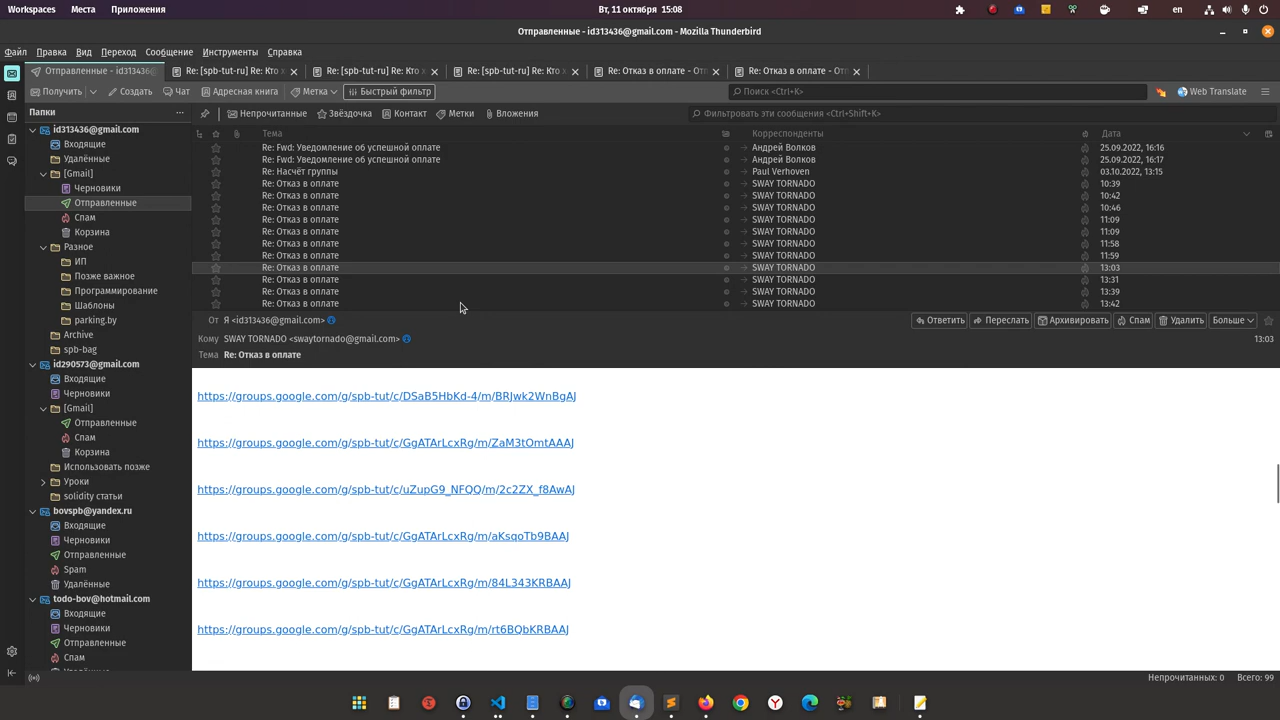 Workspaces Места Приложения Вт, 11 октября 15:08 en
Отправленные - id313436@gmail.com - Mozilla Thunderbird
Файл Правка Вид Переход Сообщение Инструменты Справка
Отправленные - id313436@ Re: [spb-tut-ru] Re: Кто х Re: [spb-tut-ru] Re: Кто х Re: [spb-tut-ru] Re: Кто х Re: Отказ в оплате - От Re: Отказ в оплате - От
Получить Создать Чат Адресная книга Метка Быстрый фильтр Поиск <Ctrl+K> Web Translate
Папки ··· Непрочитанные Звёздочка Контакт Метки Вложения Фильтровать эти сообщения <Ctrl+Shift+K>
Тема Корреспонденты Дата
Re: Fwd: Уведомление об успешной оплате Андрей Волков 25.09.2022, 16:16
Re: Fwd: Уведомление об успешной оплате Андрей Волков 25.09.2022, 16:17
Re: Насчёт группы Paul Verhoven 03.10.2022, 13:15
Re: Отказ в оплате SWAY TORNADO 10:39
Re: Отказ в оплате SWAY TORNADO 10:42
Re: Отказ в оплате SWAY TORNADO 10:46
Re: Отказ в оплате SWAY TORNADO 11:09
Re: Отказ в оплате SWAY TORNADO 11:09
Re: Отказ в оплате SWAY TORNADO 11:58
Re: Отказ в оплате SWAY TORNADO 11:59
Re: Отказ в оплате SWAY TORNADO 13:03
Re: Отказ в оплате SWAY TORNADO 13:31
Re: Отказ в оплате SWAY TORNADO 13:39
Re: Отказ в оплате SWAY TORNADO 13:42
id313436@gmail.com
Входящие
Удалённые
[Gmail]
Черновики
Отправленные
Спам
Корзина
Разное
ИП
Позже важное
Программирование
Шаблоны
parking.by
Archive
spb-bag
id290573@gmail.com
Входящие
Черновики
[Gmail]
Отправленные
Спам
Корзина
Использовать позже
Уроки
solidity статьи
bovspb@yandex.ru
Входящие
Черновики
Отправленные
Spam
Удалённые
todo-bov@hotmail.com
Входящие
Черновики
Отправленные
Спам
От Я <id313436@gmail.com> Ответить Переслать Архивировать Спам Удалить Больше
Кому SWAY TORNADO <swaytornado@gmail.com> 13:03
Тема Re: Отказ в оплате
https://groups.google.com/g/spb-tut/c/DSaB5HbKd-4/m/BRJwk2WnBgAJ
https://groups.google.com/g/spb-tut/c/GgATArLcxRg/m/ZaM3tOmtAAAJ
https://groups.google.com/g/spb-tut/c/uZupG9_NFQQ/m/2c2ZX_f8AwAJ
https://groups.google.com/g/spb-tut/c/GgATArLcxRg/m/aKsqoTb9BAAJ
https://groups.google.com/g/spb-tut/c/GgATArLcxRg/m/84L343KRBAAJ
https://groups.google.com/g/spb-tut/c/GgATArLcxRg/m/rt6BQbKRBAAJ
Непрочитанных: 0 Всего: 99